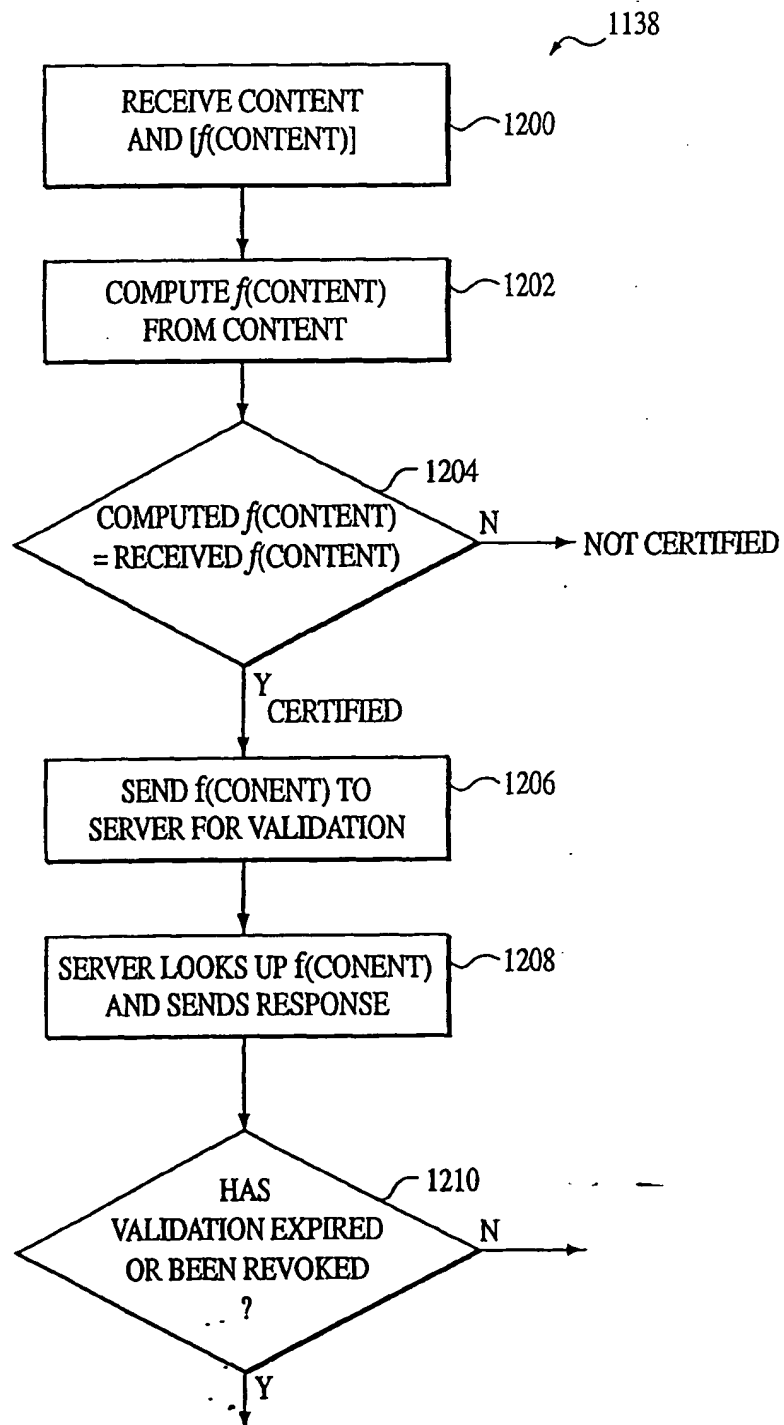 1138
RECEIVE CONTENT
AND [f(CONTENT)]
1200
COMPUTE f(CONTENT)
FROM CONTENT
1202
1204
COMPUTED f(CONTENT)
= RECEIVED f(CONTENT)
N
NOT CERTIFIED
Y
CERTIFIED
SEND f(CONENT) TO
SERVER FOR VALIDATION
1206
SERVER LOOKS UP f(CONENT)
AND SENDS RESPONSE
1208
1210
HAS
VALIDATION EXPIRED
OR BEEN REVOKED
?
N
Y